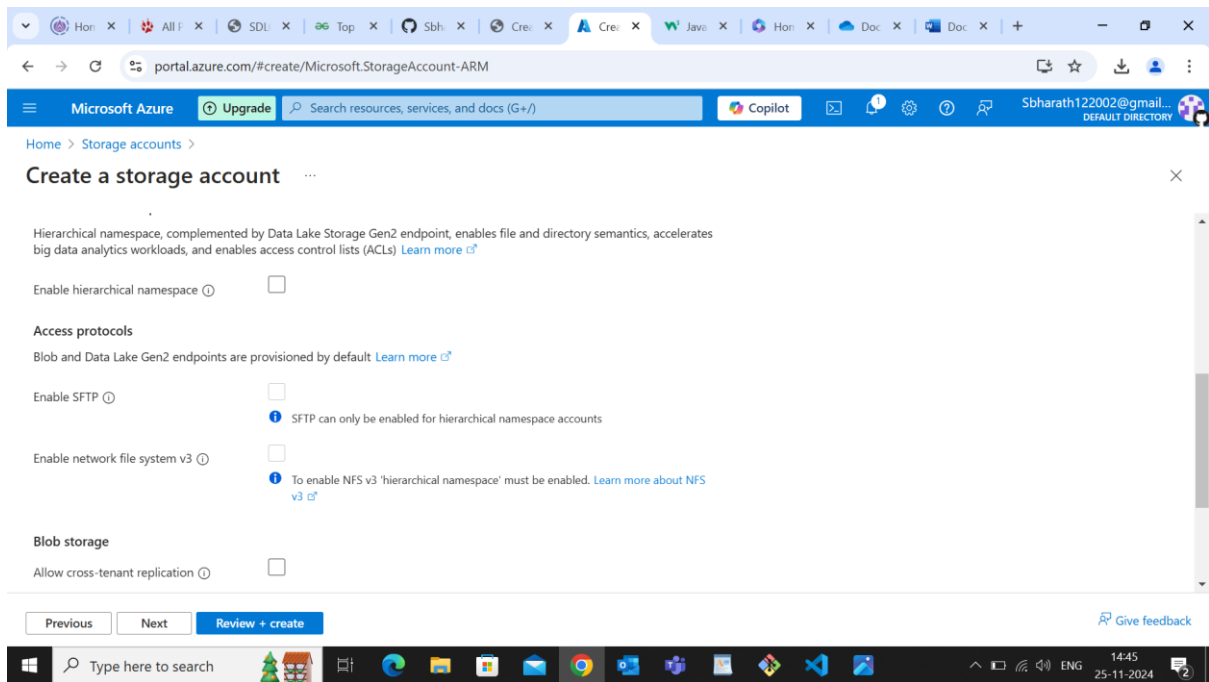 Hon
All F
SDL
Top
Sbh
Crea
Crea
Java
Hon
Doc
Doc
portal.azure.com/#create/Microsoft.StorageAccount-ARM
Microsoft Azure
Upgrade
Search resources, services, and docs (G+/)
Copilot
1
Sbharath122002@gmail...
DEFAULT DIRECTORY
Home > Storage accounts >
Create a storage account ...
Hierarchical namespace, complemented by Data Lake Storage Gen2 endpoint, enables file and directory semantics, accelerates
big data analytics workloads, and enables access control lists (ACLs) Learn more
Enable hierarchical namespace
Access protocols
Blob and Data Lake Gen2 endpoints are provisioned by default Learn more
Enable SFTP
SFTP can only be enabled for hierarchical namespace accounts
Enable network file system v3
To enable NFS v3 'hierarchical namespace' must be enabled. Learn more about NFS
v3
Blob storage
Allow cross-tenant replication
Previous
Next
Review + create
Give feedback
Type here to search
ENG
14:45
25-11-2024
2